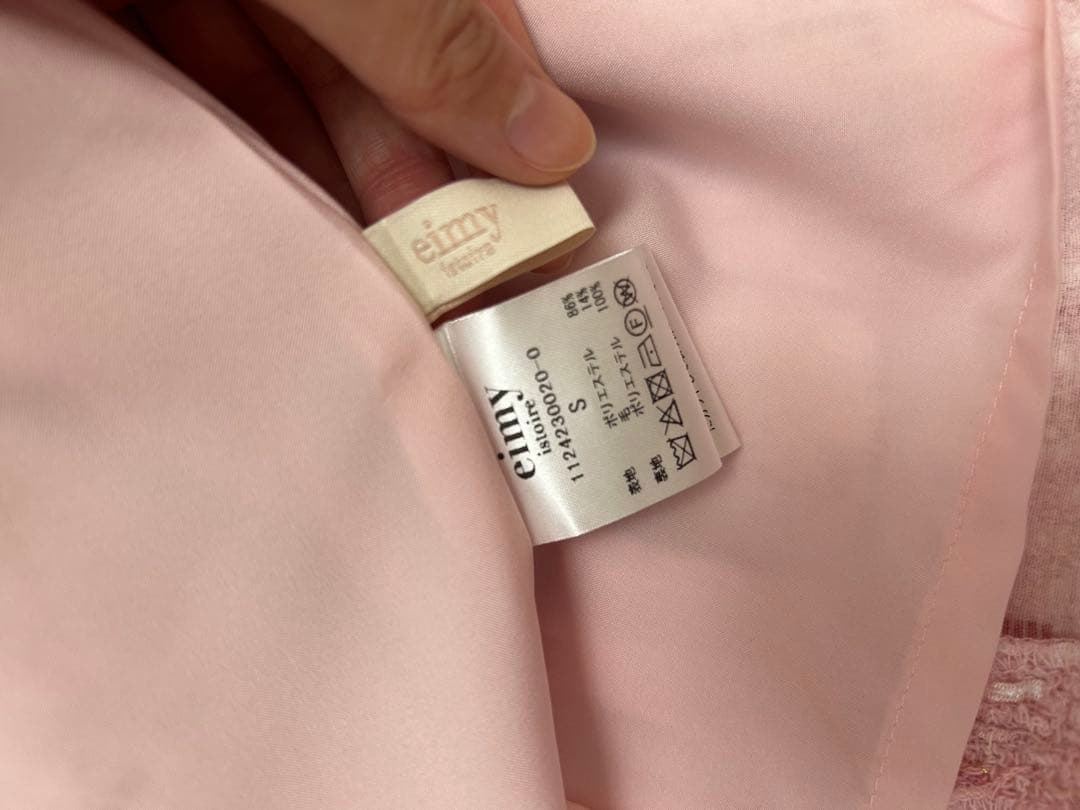 eimy
istoire
eimy
istoire
1124230020-0
S
表地 ポリエステル 86%
毛 14%
裏地 ポリエステル 100%